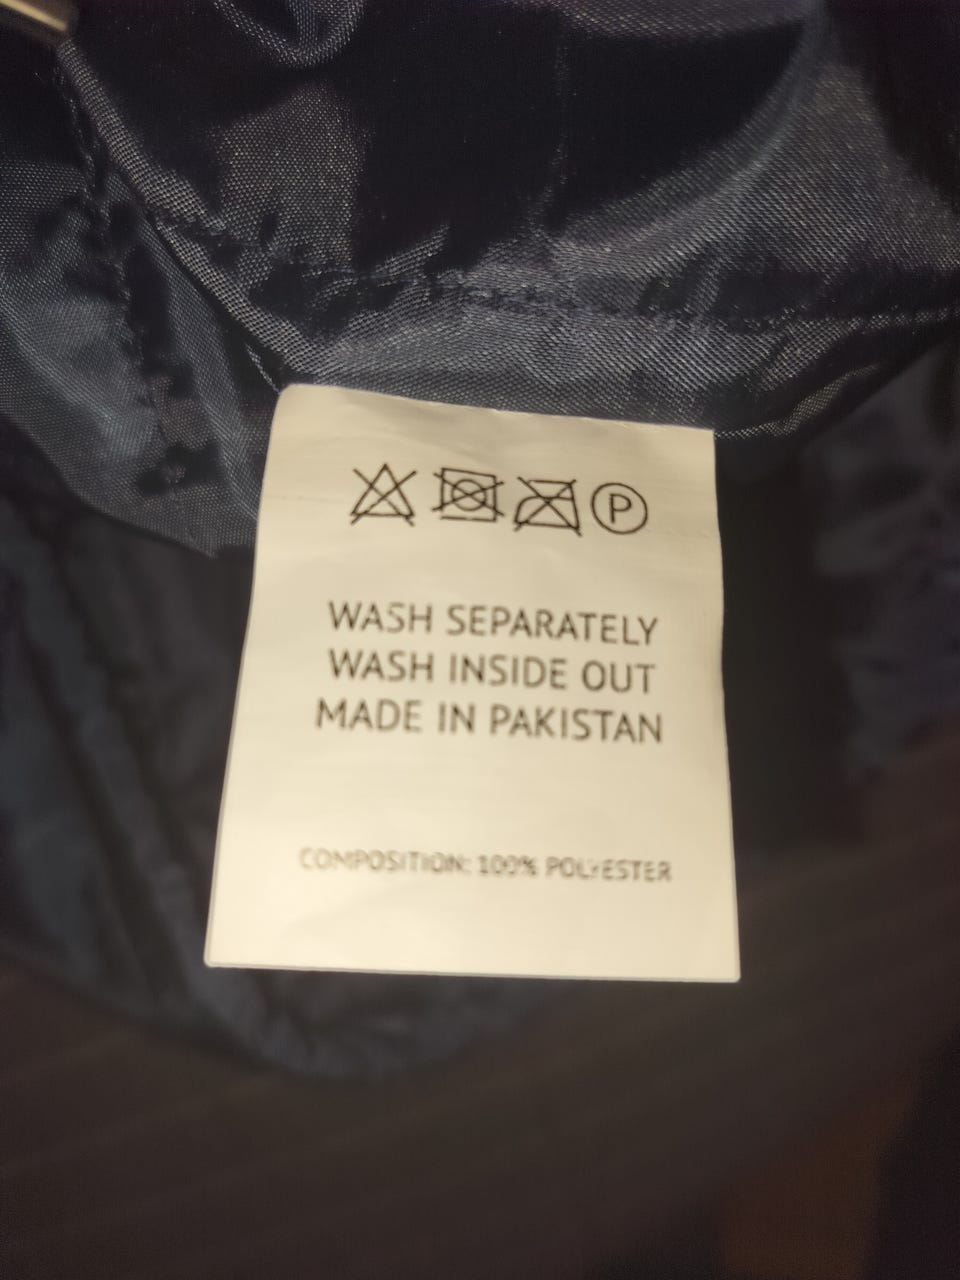 P
WASH SEPARATELY
WASH INSIDE OUT
MADE IN PAKISTAN
COMPOSITION: 100% POLYESTER